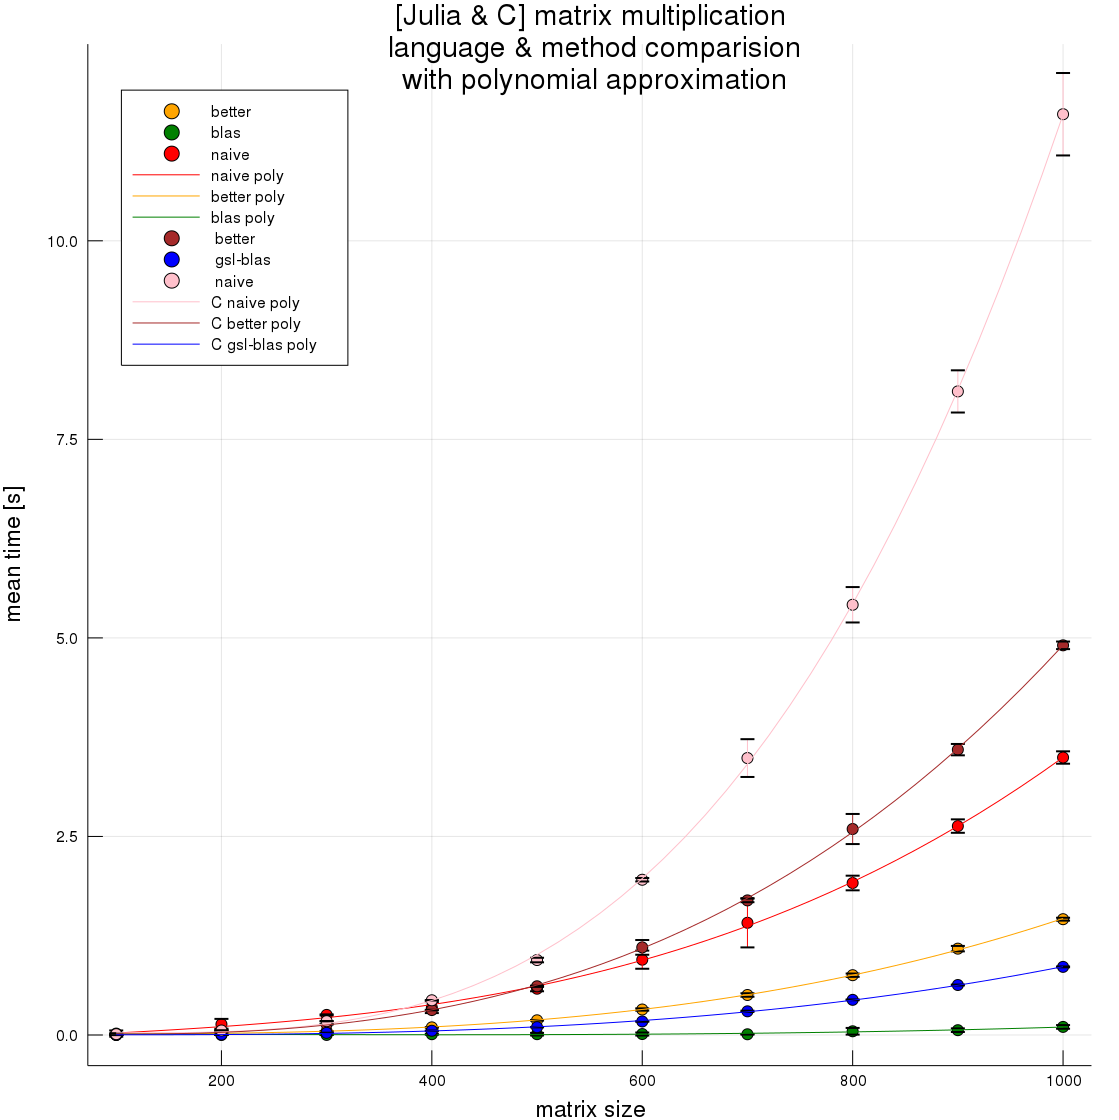 [Julia & C] matrix multiplication
language & method comparision
with polynomial approximation
better
blas
naive
naive poly
better poly
blas poly
better
gsl-blas
naive
C naive poly
C better poly
C gsl-blas poly
mean time [s]
10.0
7.5
5.0
2.5
0.0
200 400 600 800 1000
matrix size